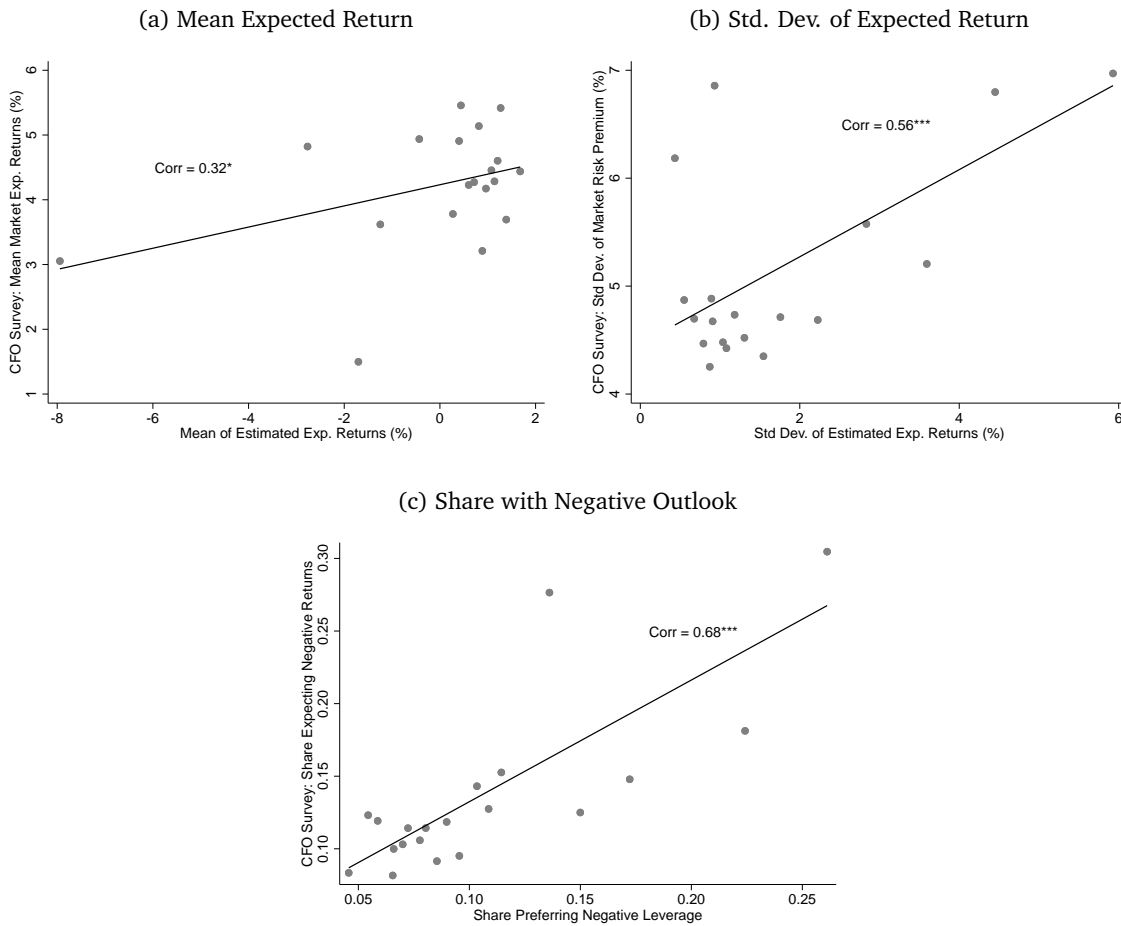 (a) Mean Expected Return
CFO Survey: Mean Market Exp. Returns (%)
6
5
4
3
2
1
Corr = 0.32*
-8 -6 -4 -2 0 2
Mean of Estimated Exp. Returns (%)
(b) Std. Dev. of Expected Return
CFO Survey: Std Dev. of Market Risk Premium (%)
7
6
5
4
Corr = 0.56***
0 2 4 6
Std Dev. of Estimated Exp. Returns (%)
(c) Share with Negative Outlook
CFO Survey: Share Expecting Negative Returns
0.30
0.25
0.20
0.15
0.10
Corr = 0.68***
0.05 0.10 0.15 0.20 0.25
Share Preferring Negative Leverage